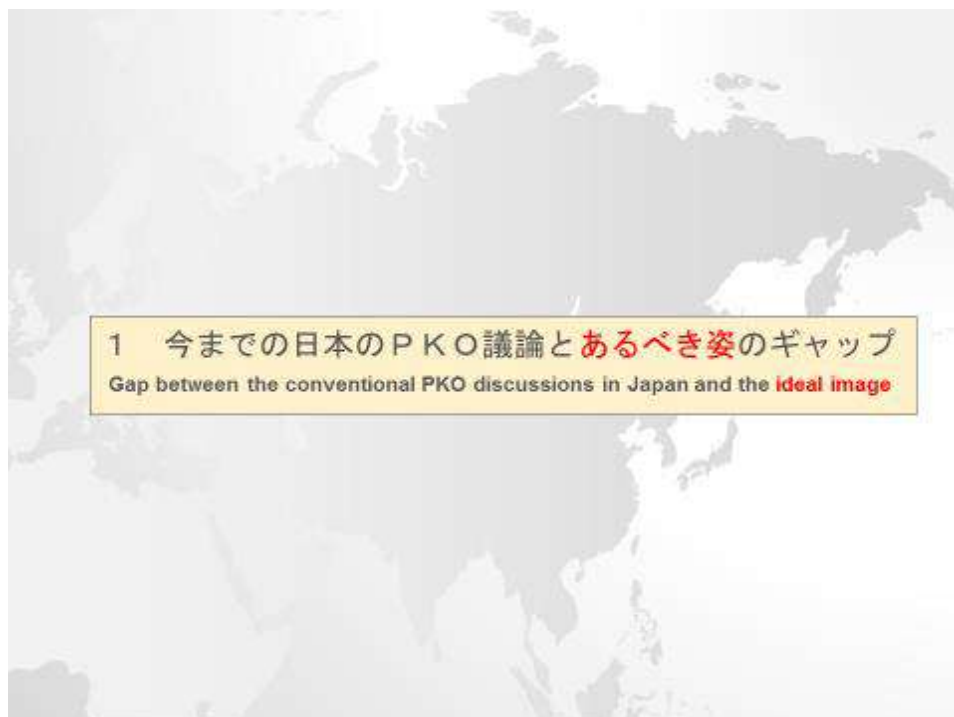 1　今までの日本のＰＫＯ議論とあるべき姿のギャップ
Gap between the conventional PKO discussions in Japan and the ideal image